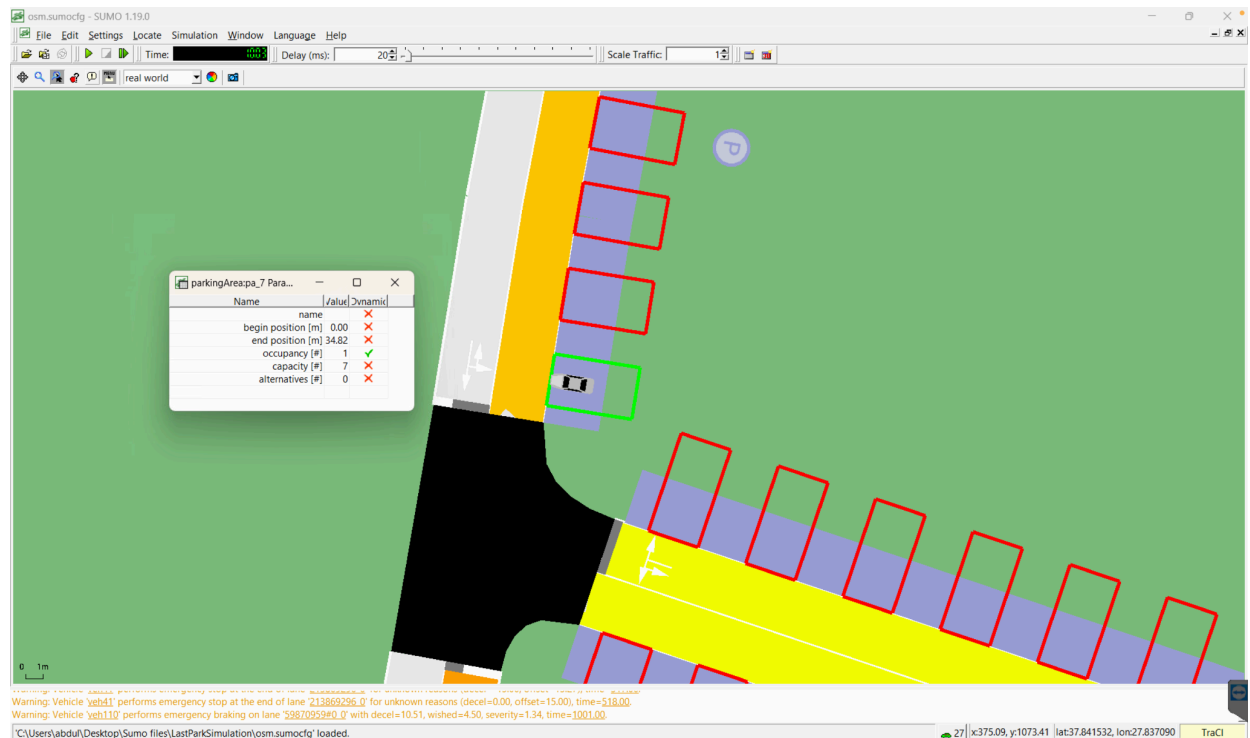 osm.sumocfg - SUMO 1.19.0
File Edit Settings Locate Simulation Window Language Help
Time: 1003 Delay (ms): 20 Scale Traffic: 1
real world
P
parkingArea:pa_7 Para...
Name Value Dynamic
name
begin position [m] 0.00
end position [m] 34.82
occupancy [#] 1
capacity [#] 7
alternatives [#] 0
0 1m
Warning: Vehicle 'veh41' performs emergency stop at the end of lane '213869296_0' for unknown reasons (decel=0.00, offset=15.00), time=518.00.
Warning: Vehicle 'veh110' performs emergency braking on lane '59870959#0_0' with decel=10.51, wished=4.50, severity=1.34, time=1001.00.
'C:\Users\abdul\Desktop\Sumo files\LastParkSimulation\osm.sumocfg' loaded.
27 x:375.09, y:1073.41 lat:37.841532, lon:27.837090 TraCI